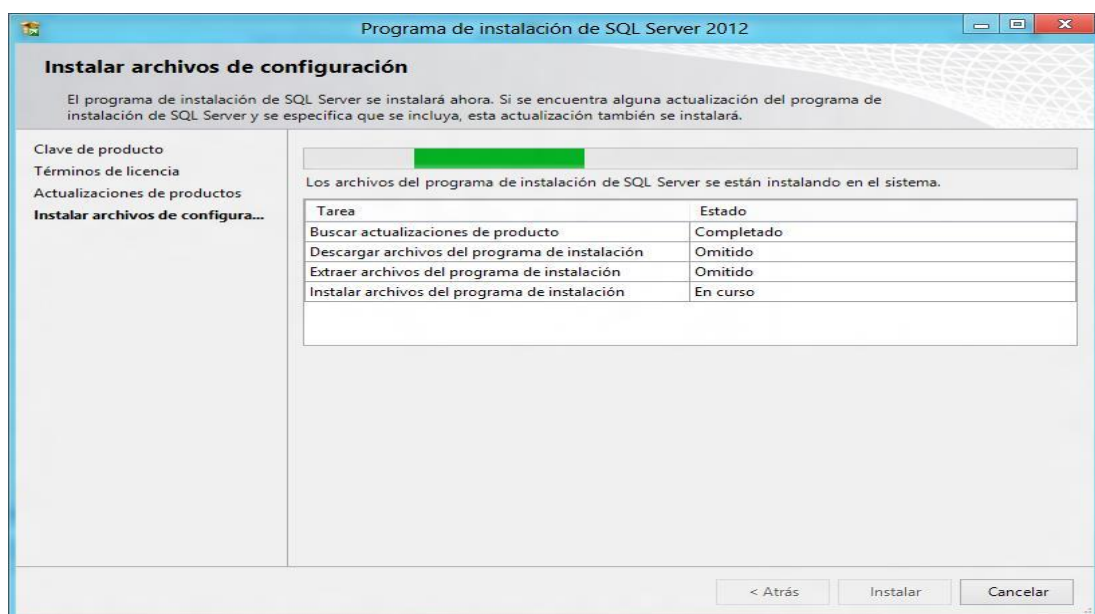 Programa de instalación de SQL Server 2012
Instalar archivos de configuración
El programa de instalación de SQL Server se instalará ahora. Si se encuentra alguna actualización del programa de
instalación de SQL Server y se especifica que se incluya, esta actualización también se instalará.
Clave de producto
Términos de licencia
Actualizaciones de productos
Instalar archivos de configura...
Los archivos del programa de instalación de SQL Server se están instalando en el sistema.
Tarea Estado
Buscar actualizaciones de producto Completado
Descargar archivos del programa de instalación Omitido
Extraer archivos del programa de instalación Omitido
Instalar archivos del programa de instalación En curso
< Atrás Instalar Cancelar